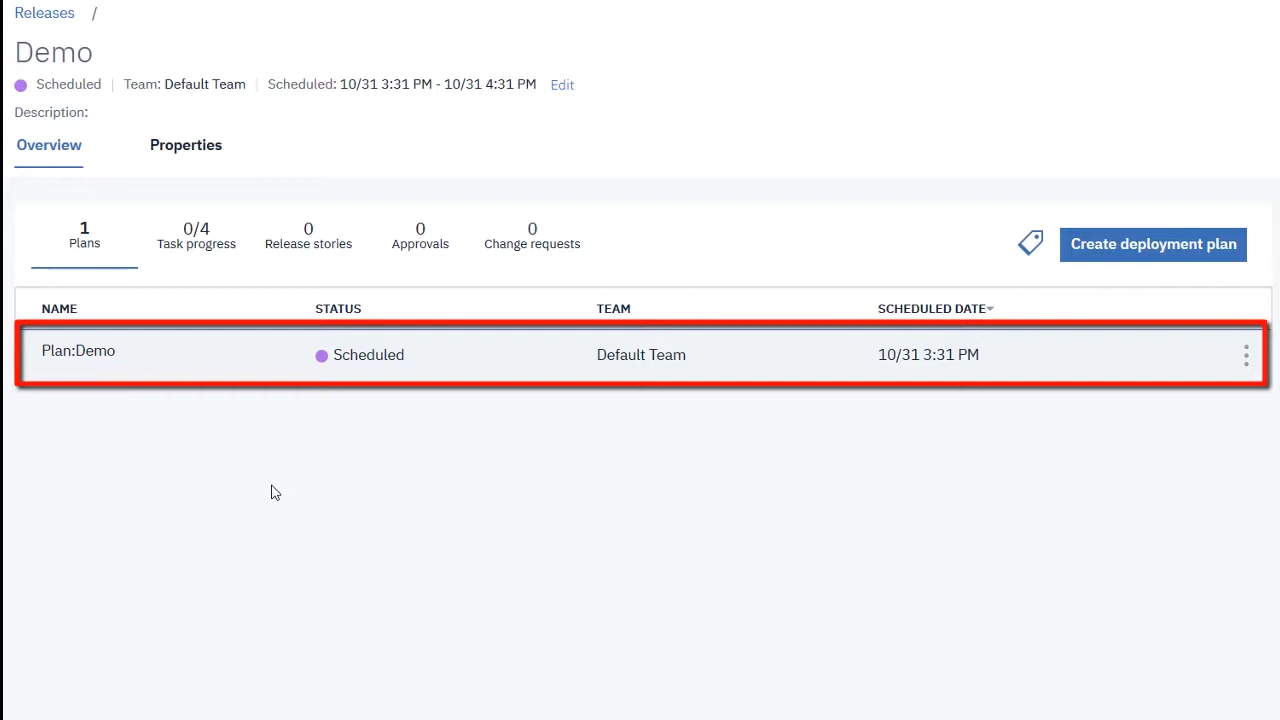 Releases /
Demo
Scheduled | Team: Default Team | Scheduled: 10/31 3:31 PM - 10/31 4:31 PM Edit
Description:
Overview Properties
1 0/4 0 0 0
Plans Task progress Release stories Approvals Change requests
Create deployment plan
NAME STATUS TEAM SCHEDULED DATE
Plan:Demo Scheduled Default Team 10/31 3:31 PM